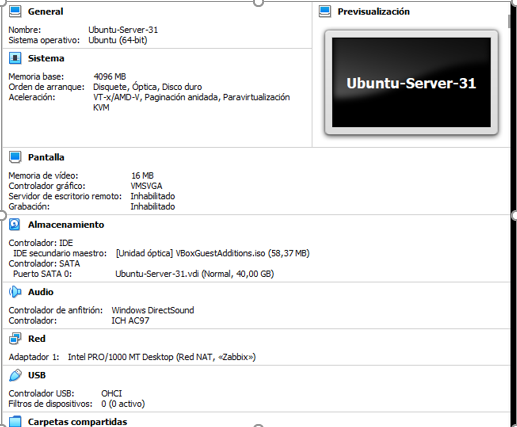 General
Nombre: Ubuntu-Server-31
Sistema operativo: Ubuntu (64-bit)
Previsualización
Ubuntu-Server-31
Sistema
Memoria base: 4096 MB
Orden de arranque: Disquete, Óptica, Disco duro
Aceleración: VT-x/AMD-V, Paginación anidada, Paravirtualización
KVM
Pantalla
Memoria de vídeo: 16 MB
Controlador gráfico: VMSVGA
Servidor de escritorio remoto: Inhabilitado
Grabación: Inhabilitado
Almacenamiento
Controlador: IDE
IDE secundario maestro: [Unidad óptica] VBoxGuestAdditions.iso (58,37 MB)
Controlador: SATA
Puerto SATA 0: Ubuntu-Server-31.vdi (Normal, 40,00 GB)
Audio
Controlador de anfitrión: Windows DirectSound
Controlador: ICH AC97
Red
Adaptador 1: Intel PRO/1000 MT Desktop (Red NAT, «Zabbix»)
USB
Controlador USB: OHCI
Filtros de dispositivos: 0 (0 activo)
Carpetas compartidas